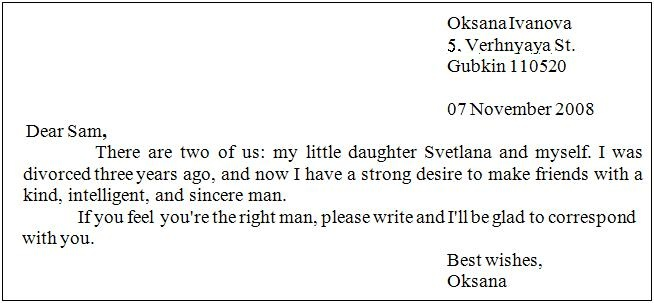 Oksana Ivanova
5. Verhnyaya St.
Gubkin 110520
07 November 2008
Dear Sam,
There are two of us: my little daughter Svetlana and myself. I was
divorced three years ago, and now I have a strong desire to make friends with a
kind, intelligent, and sincere man.
If you feel you're the right man, please write and I'll be glad to correspond
with you.
Best wishes,
Oksana